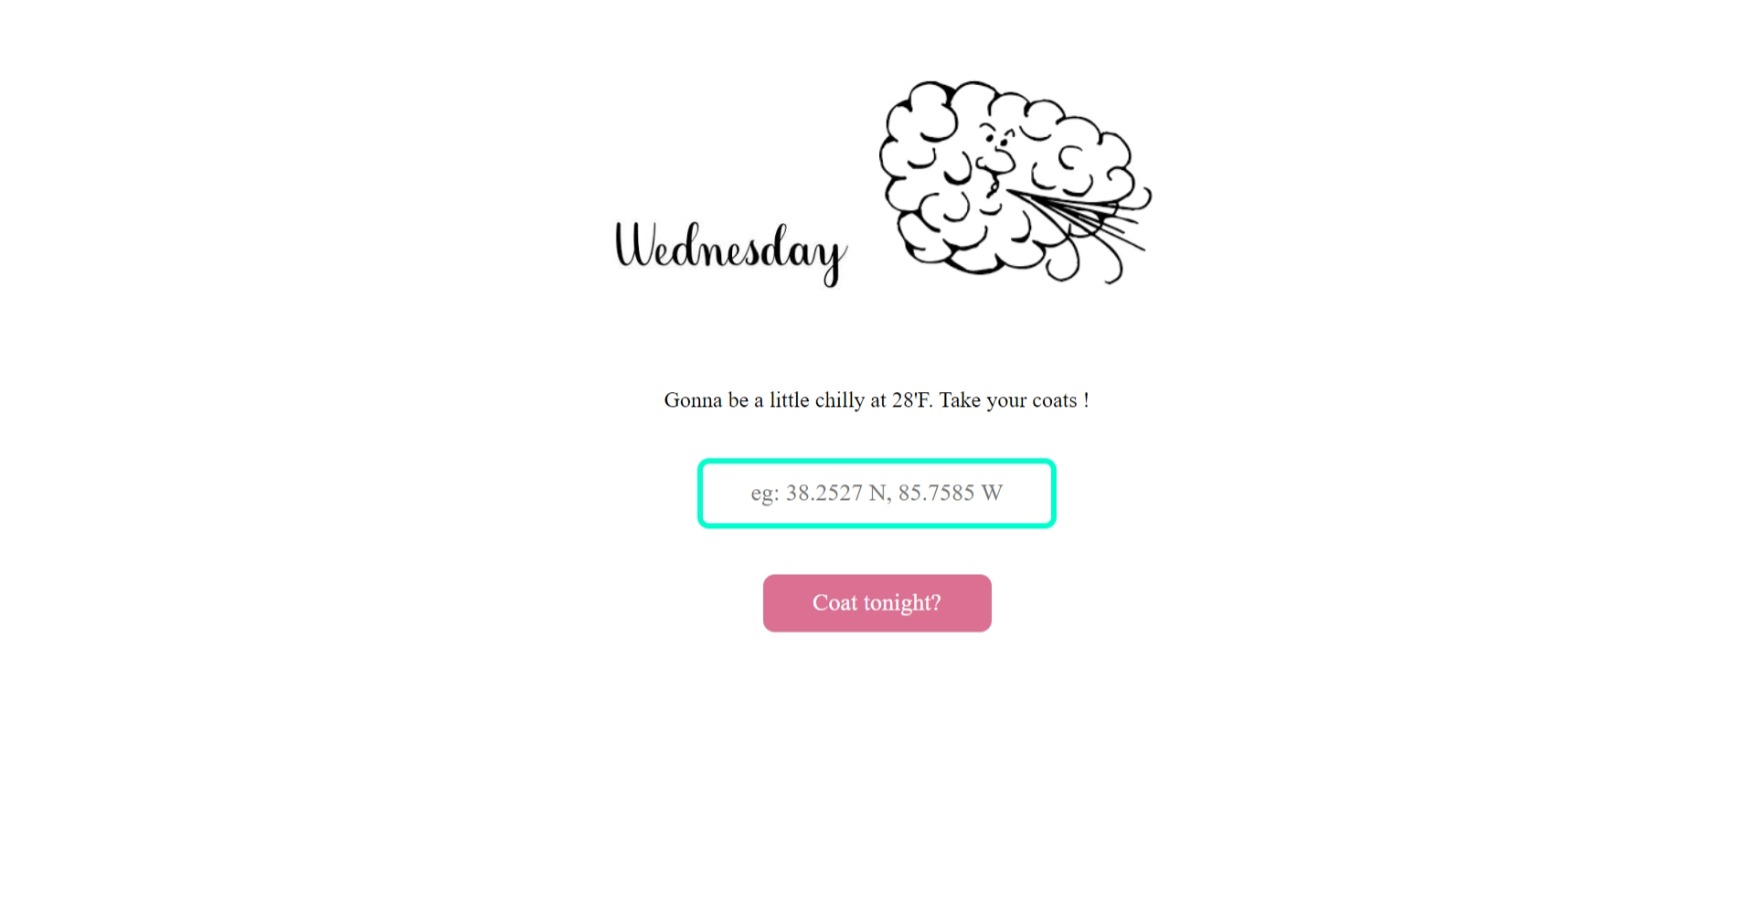 Wednesday
Gonna be a little chilly at 28'F. Take your coats !
eg: 38.2527 N, 85.7585 W
Coat tonight?